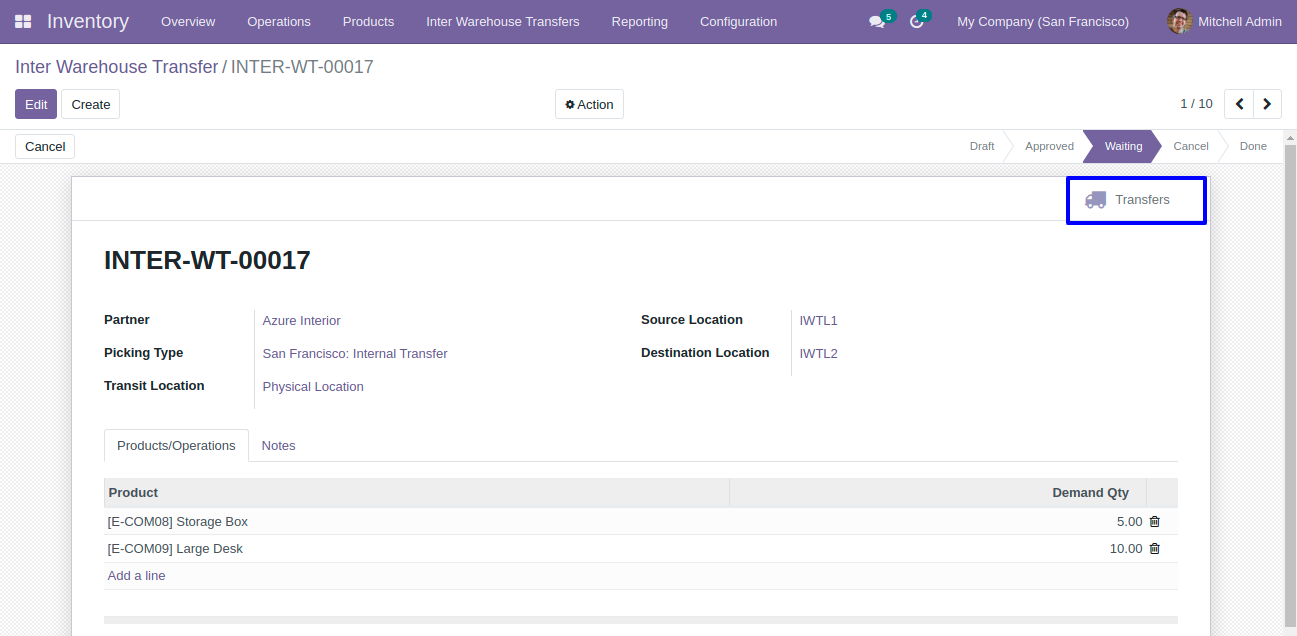 Inventory Overview Operations Products Inter Warehouse Transfers Reporting Configuration 5 4 My Company (San Francisco) Mitchell Admin
Inter Warehouse Transfer / INTER-WT-00017
Edit Create Action 1 / 10
Cancel Draft Approved Waiting Cancel Done
Transfers
INTER-WT-00017
Partner Azure Interior Source Location IWTL1
Picking Type San Francisco: Internal Transfer Destination Location IWTL2
Transit Location Physical Location
Products/Operations Notes
Product Demand Qty
[E-COM08] Storage Box 5.00
[E-COM09] Large Desk 10.00
Add a line